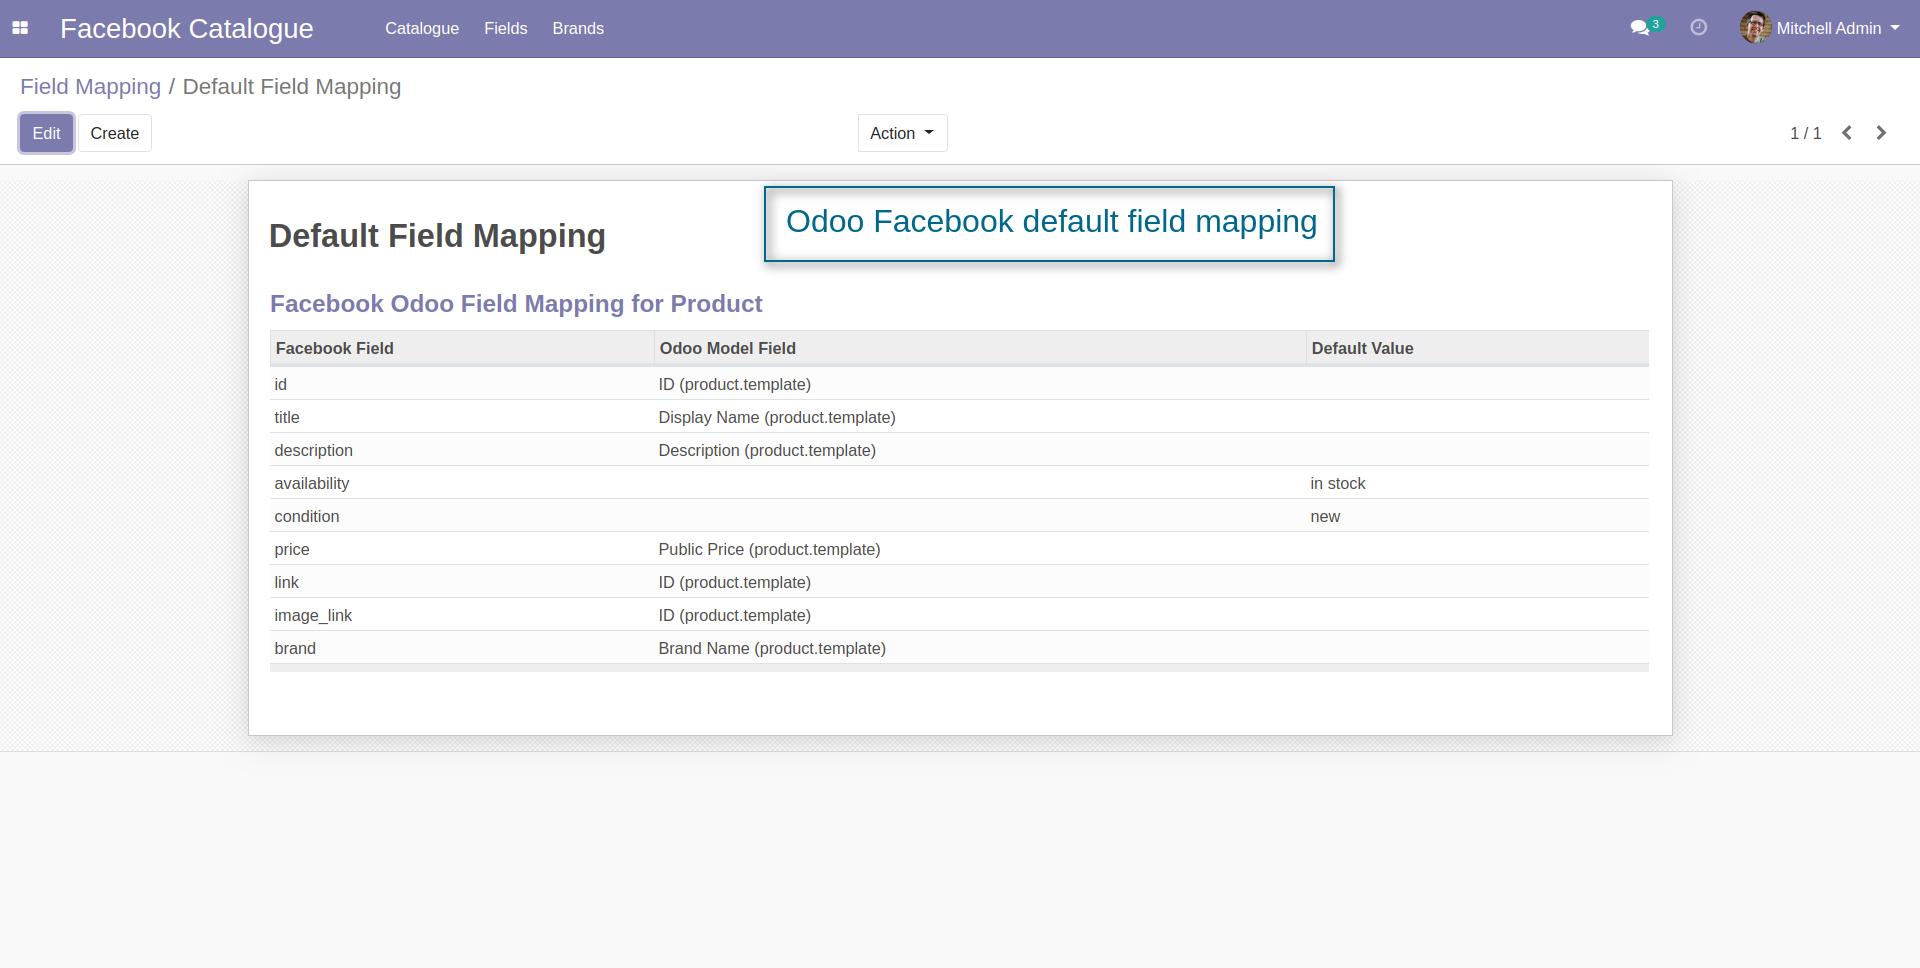 Facebook Catalogue Catalogue Fields Brands 3 Mitchell Admin
Field Mapping / Default Field Mapping
Edit Create Action 1 / 1
Odoo Facebook default field mapping
Default Field Mapping
Facebook Odoo Field Mapping for Product
Facebook Field Odoo Model Field Default Value
id ID (product.template)
title Display Name (product.template)
description Description (product.template)
availability in stock
condition new
price Public Price (product.template)
link ID (product.template)
image_link ID (product.template)
brand Brand Name (product.template)